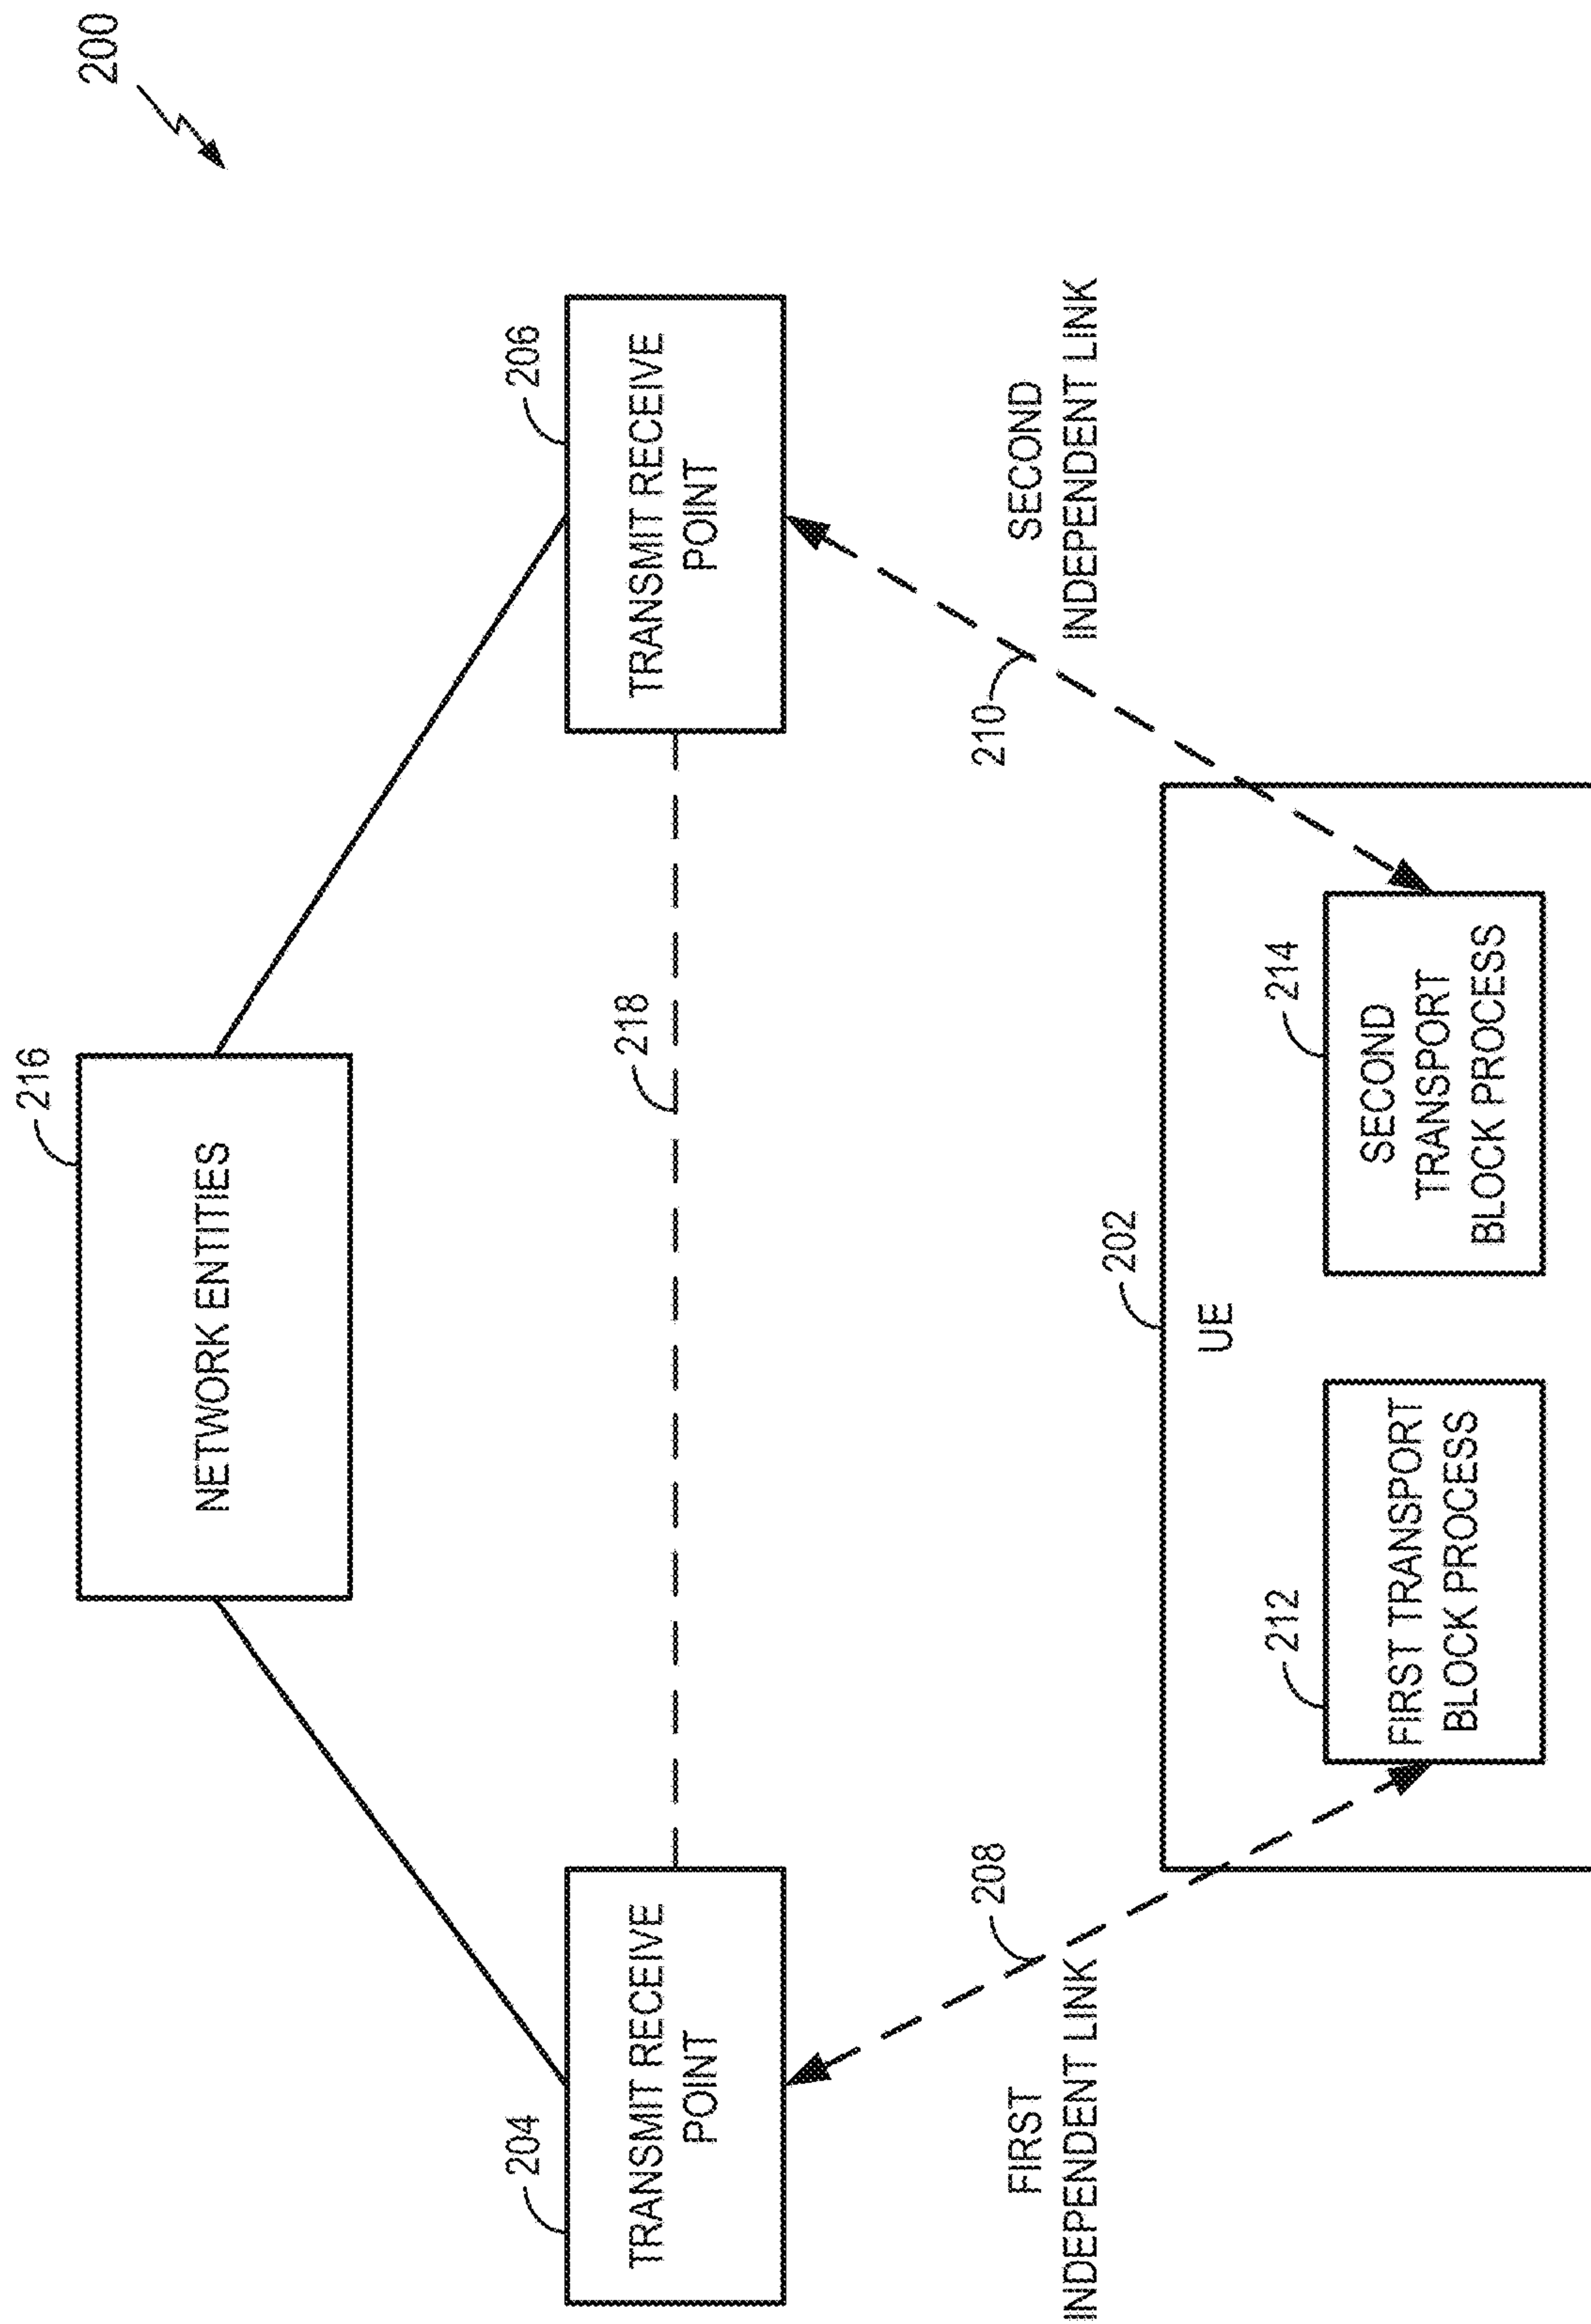 200
216
NETWORK ENTITIES
204
TRANSMIT RECEIVE
POINT
206
TRANSMIT RECEIVE
POINT
218
FIRST
INDEPENDENT LINK
208
210
SECOND
INDEPENDENT LINK
202
UE
212
FIRST TRANSPORT
BLOCK PROCESS
214
SECOND
TRANSPORT
BLOCK PROCESS